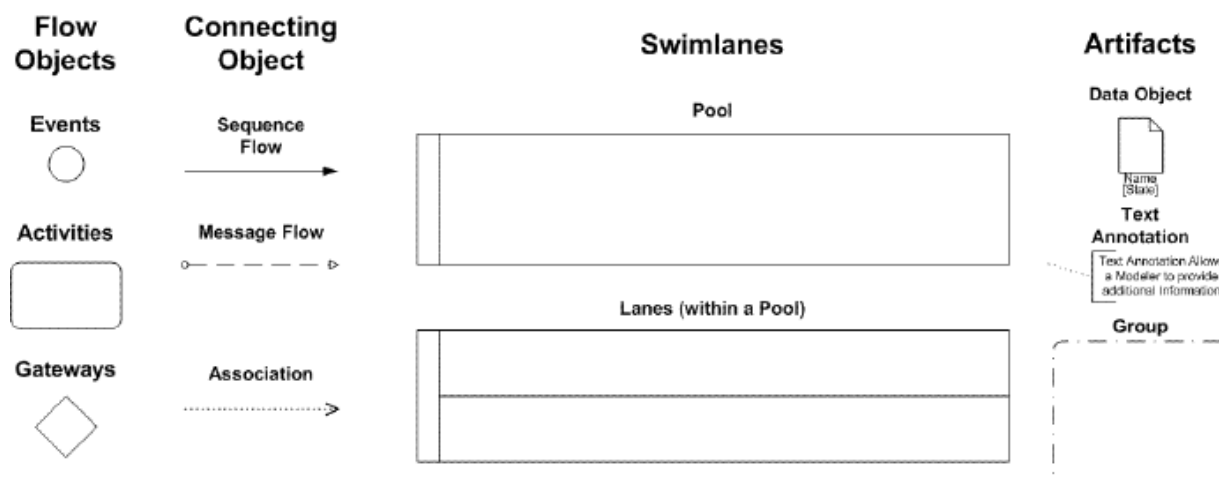 Flow
Objects
Events
Activities
Gateways
Connecting
Object
Sequence
Flow
Message Flow
Association
Swimlanes
Pool
Lanes (within a Pool)
Artifacts
Data Object
Name
[State]
Text
Annotation
Text Annotation Allow
a Modeler to provide
additional Information
Group